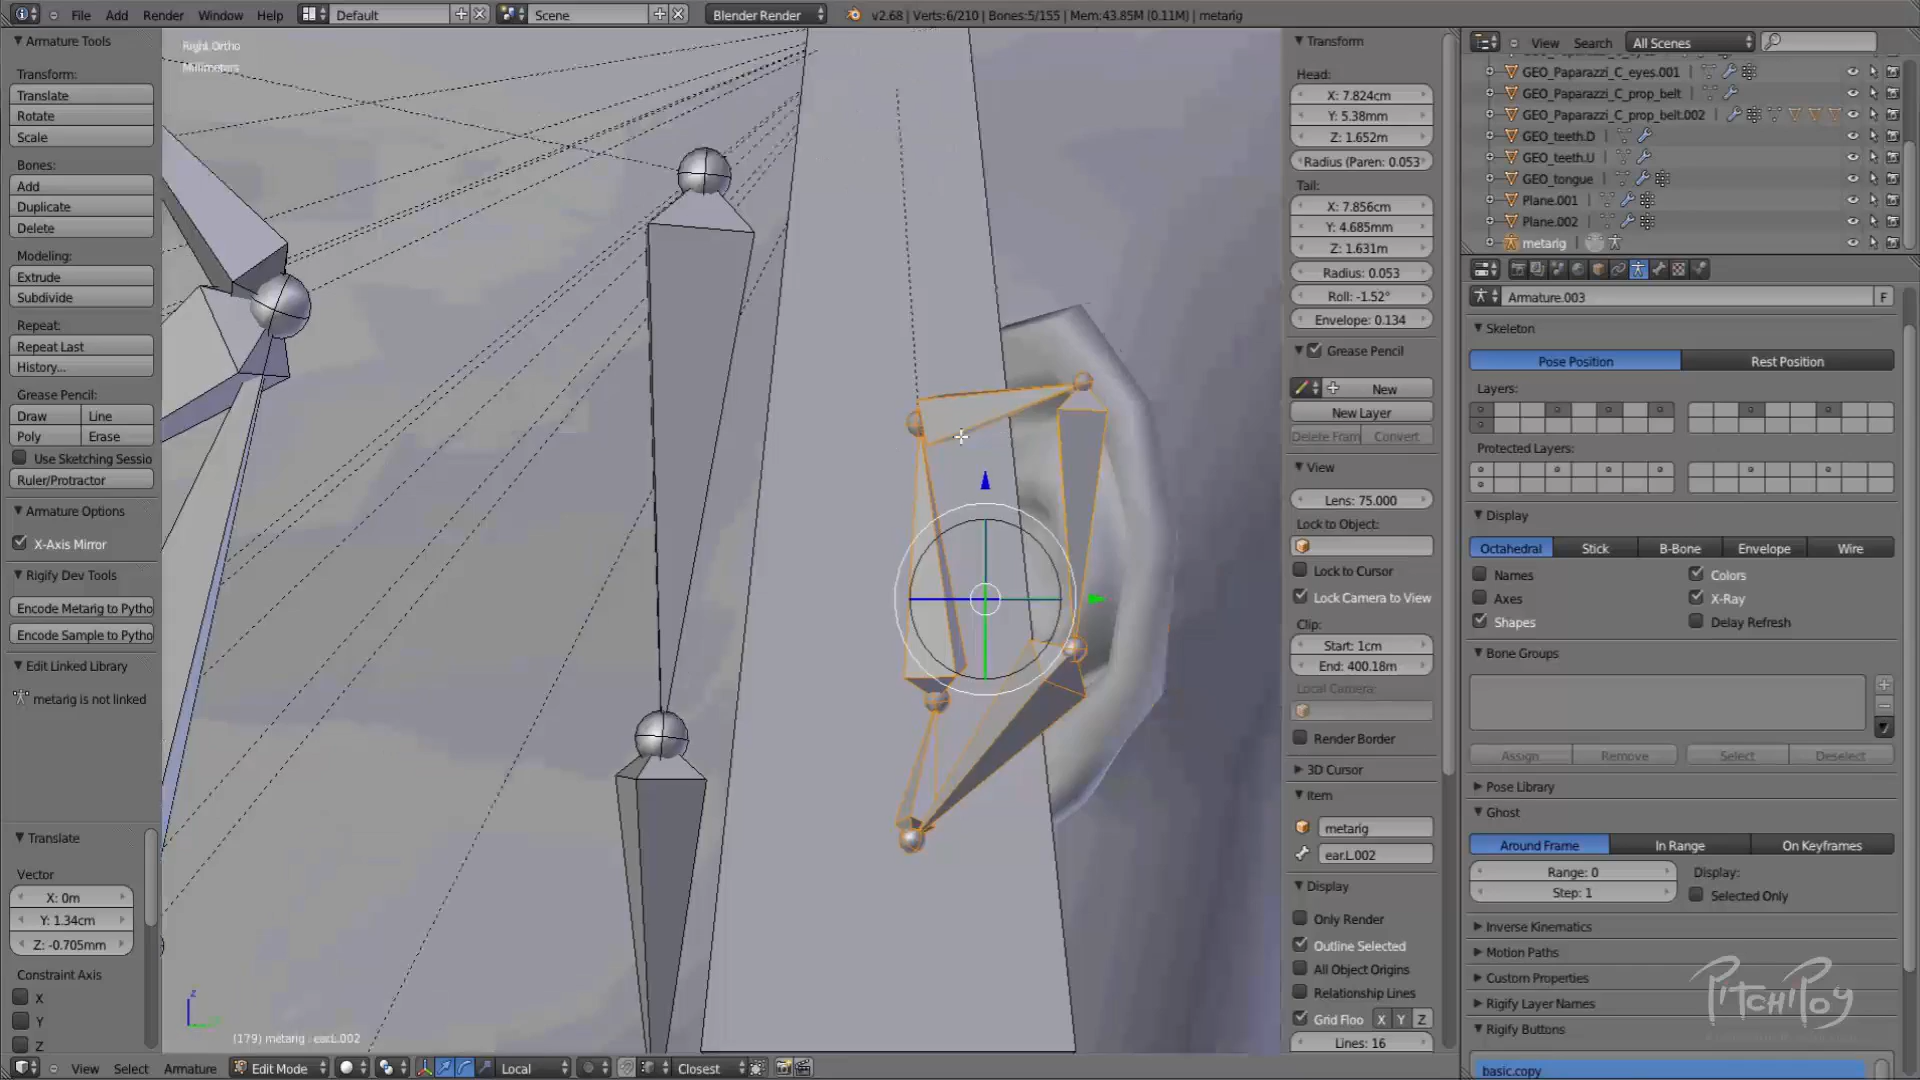 File Add Render Window Help Default Scene Blender Render v2.68 | Verts:6/210 | Bones:5/155 | Mem:43.85M (0.11M) | metarig
Armature Tools
Transform:
Translate
Rotate
Scale
Bones:
Add
Duplicate
Delete
Modeling:
Extrude
Subdivide
Repeat:
Repeat Last
History...
Grease Pencil:
Draw Line
Poly Erase
Use Sketching Sessio
Ruler/Protractor
Armature Options
X-Axis Mirror
Rigify Dev Tools
Encode Metarig to Pytho
Encode Sample to Pytho
Edit Linked Library
metarig is not linked
Translate
Vector
X: 0m
Y: 1.34cm
Z: -0.705mm
Constraint Axis
X
Y
Z
Right Ortho
Millimeters
z
(179) metarig : ear.L.002
View Select Armature Edit Mode Local Closest
Transform
Head:
X: 7.824cm
Y: 5.38mm
Z: 1.652m
Radius (Paren: 0.053
Tail:
X: 7.856cm
Y: 4.685mm
Z: 1.631m
Radius: 0.053
Roll: -1.52°
Envelope: 0.134
Grease Pencil
New
New Layer
Delete Fram Convert
View
Lens: 75.000
Lock to Object:
Lock to Cursor
Lock Camera to View
Clip:
Start: 1cm
End: 400.18m
Local Camera:
Render Border
3D Cursor
Item
metarig
ear.L.002
Display
Only Render
Outline Selected
All Object Origins
Relationship Lines
Grid Floo X Y Z
Lines: 16
View Search All Scenes
GEO_Paparazzi_C_eyes.001
GEO_Paparazzi_C_prop_belt
GEO_Paparazzi_C_prop_belt.002
GEO_teeth.D
GEO_teeth.U
GEO_tongue
Plane.001
Plane.002
metarig
Armature.003 F
Skeleton
Pose Position Rest Position
Layers:
Protected Layers:
Display
Octahedral Stick B-Bone Envelope Wire
Names Colors
Axes X-Ray
Shapes Delay Refresh
Bone Groups
Assign Remove Select Deselect
Pose Library
Ghost
Around Frame In Range On Keyframes
Range: 0 Display:
Step: 1 Selected Only
Inverse Kinematics
Motion Paths
Custom Properties
Rigify Layer Names
Rigify Buttons
basic.copy
PitchiPoy